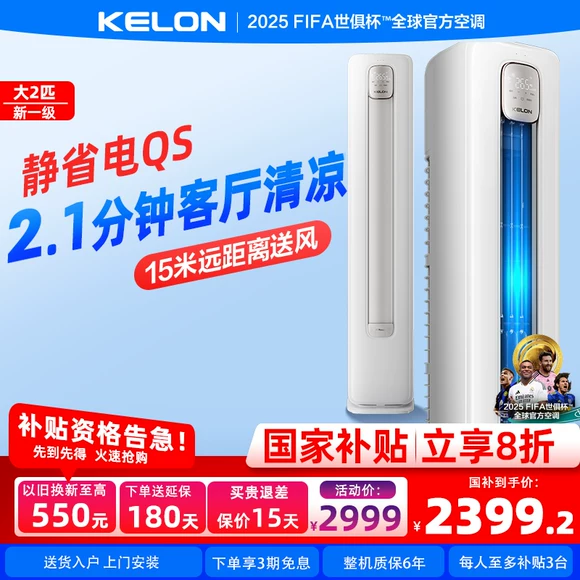 KELON 2025 FIFA世俱杯™全球官方空调
大2匹
新一级
静省电QS
2.1分钟客厅清凉
15米远距离送风
KELON
2025 FIFA世俱杯™
全球官方空调
补贴资格告急!
先到先得 火速抢购
国家补贴 立享8折
以旧换新至高
550元
下单送延保
180天
买贵退差
保价15天
活动价:
¥2999
国补到手价:
¥2399.2
送货入户 上门安装
下单享3期免息
整机质保6年
每人至多补贴3台